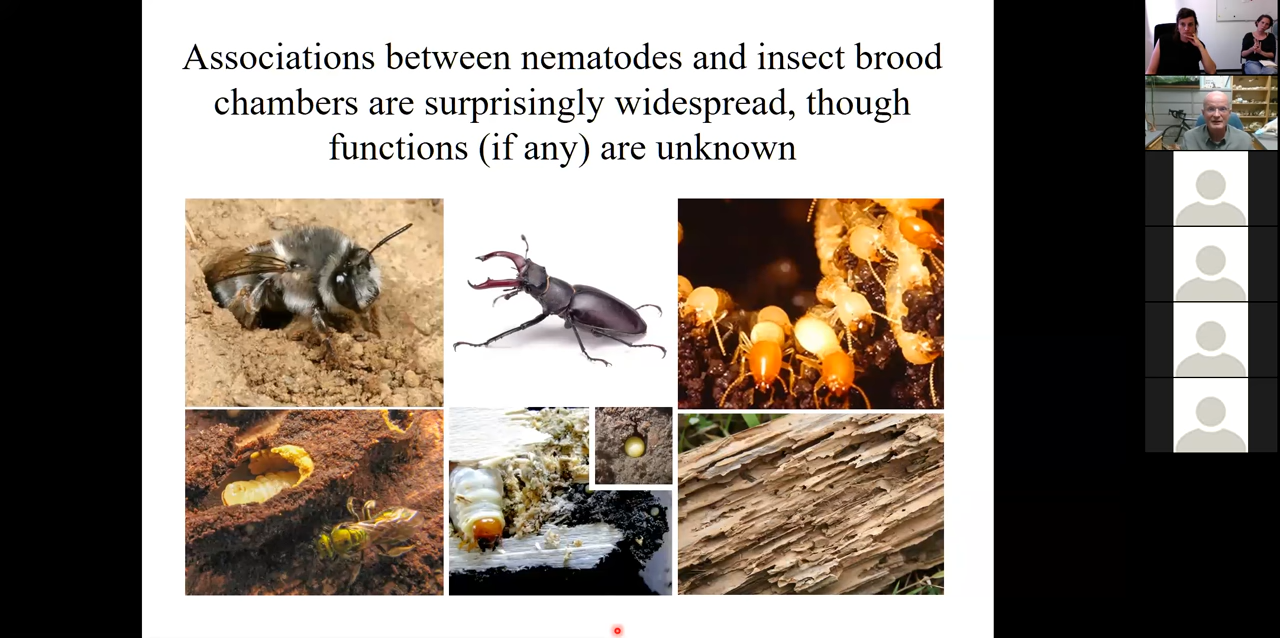 Associations between nematodes and insect brood
chambers are surprisingly widespread, though
functions (if any) are unknown